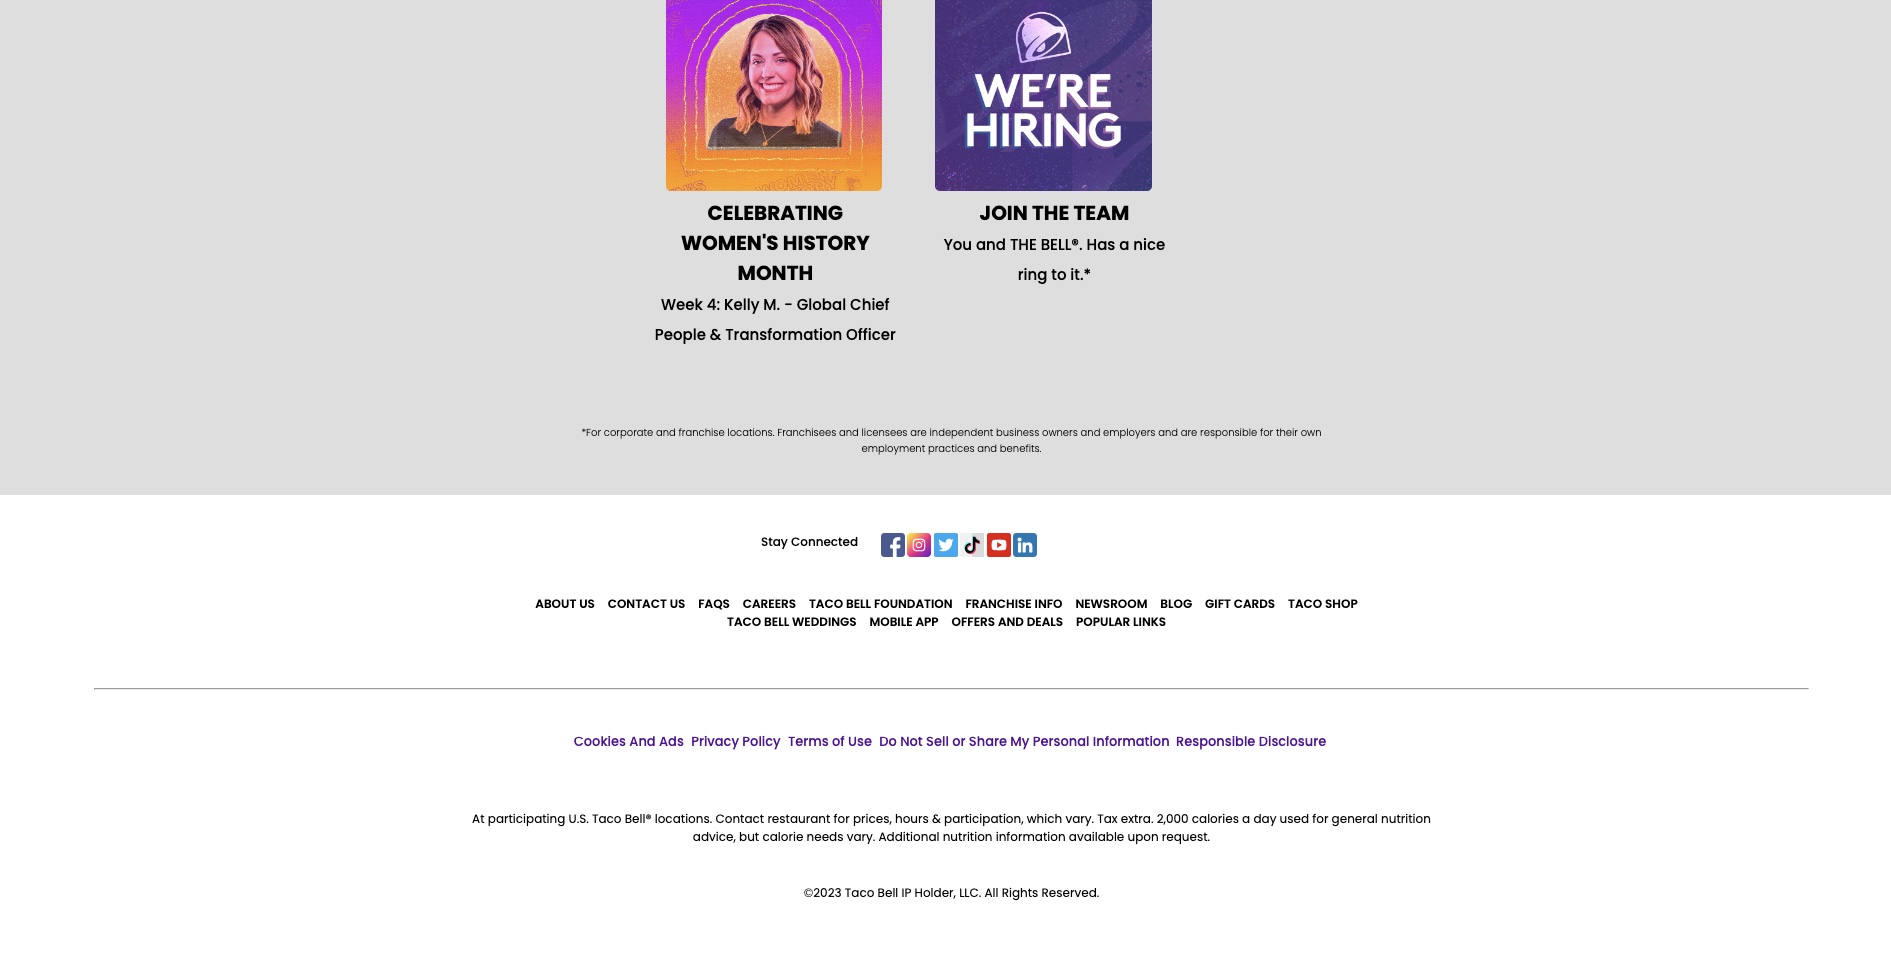 WE'RE
HIRING
CELEBRATING
WOMEN'S HISTORY
MONTH
Week 4: Kelly M. - Global Chief
People & Transformation Officer
JOIN THE TEAM
You and THE BELL®. Has a nice
ring to it.*
*For corporate and franchise locations. Franchisees and licensees are independent business owners and employers and are responsible for their own
employment practices and benefits.
Stay Connected
ABOUT US CONTACT US FAQS CAREERS TACO BELL FOUNDATION FRANCHISE INFO NEWSROOM BLOG GIFT CARDS TACO SHOP
TACO BELL WEDDINGS MOBILE APP OFFERS AND DEALS POPULAR LINKS
Cookies And Ads Privacy Policy Terms of Use Do Not Sell or Share My Personal Information Responsible Disclosure
At participating U.S. Taco Bell® locations. Contact restaurant for prices, hours & participation, which vary. Tax extra. 2,000 calories a day used for general nutrition
advice, but calorie needs vary. Additional nutrition information available upon request.
©2023 Taco Bell IP Holder, LLC. All Rights Reserved.